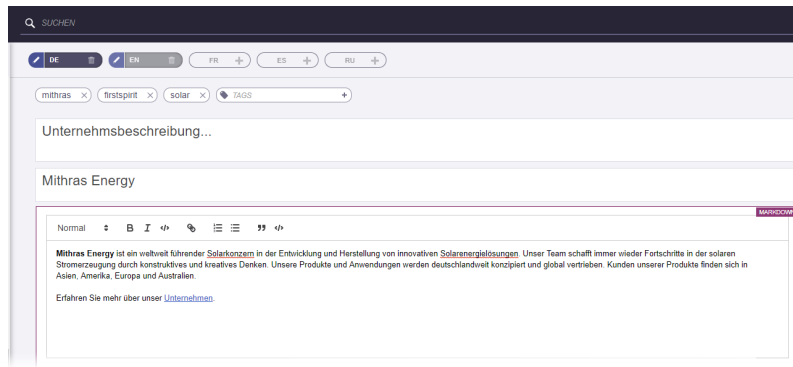 SUCHEN
DE EN FR + ES + RU +
mithras × firstspirit × solar × TAGS +
Unternehmsbeschreibung...
Mithras Energy
MARKDOWN
Normal B I </> " </>
Mithras Energy ist ein weltweit führender Solarkonzern in der Entwicklung und Herstellung von innovativen Solarenergielösungen. Unser Team schafft immer wieder Fortschritte in der solaren
Stromerzeugung durch konstruktives und kreatives Denken. Unsere Produkte und Anwendungen werden deutschlandweit konzipiert und global vertrieben. Kunden unserer Produkte finden sich in
Asien, Amerika, Europa und Australien.
Erfahren Sie mehr über unser Unternehmen.